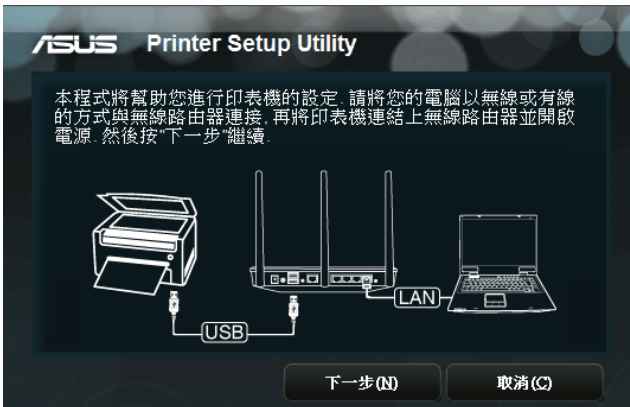 ASUS Printer Setup Utility
本程式將幫助您進行印表機的設定. 請將您的電腦以無線或有線
的方式與無線路由器連接, 再將印表機連結上無線路由器並開啟
電源. 然後按"下一步"繼續.
LAN
USB
下一步(N) 取消(C)